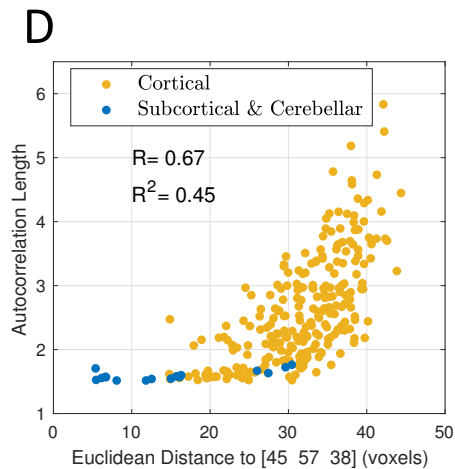 D
Cortical
Subcortical & Cerebellar
R= 0.67
R²= 0.45
6
5
4
3
2
1
Autocorrelation Length
0 10 20 30 40 50
Euclidean Distance to [45 57 38] (voxels)